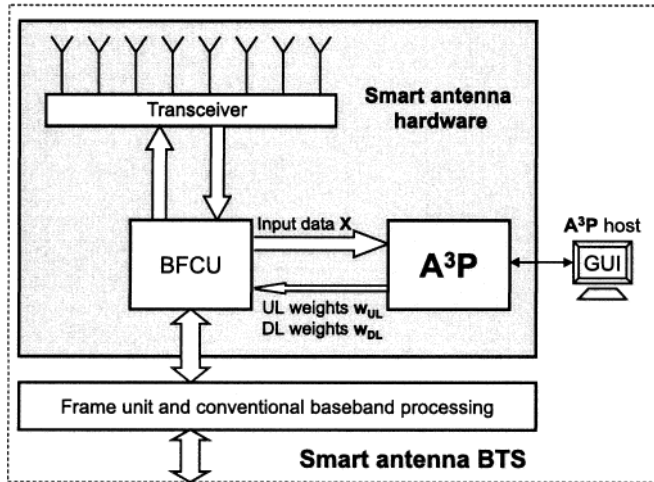 Transceiver
Smart antenna
hardware
Input data X
A³P host
BFCU
A³P
GUI
UL weights w_UL
DL weights w_DL
Frame unit and conventional baseband processing
Smart antenna BTS